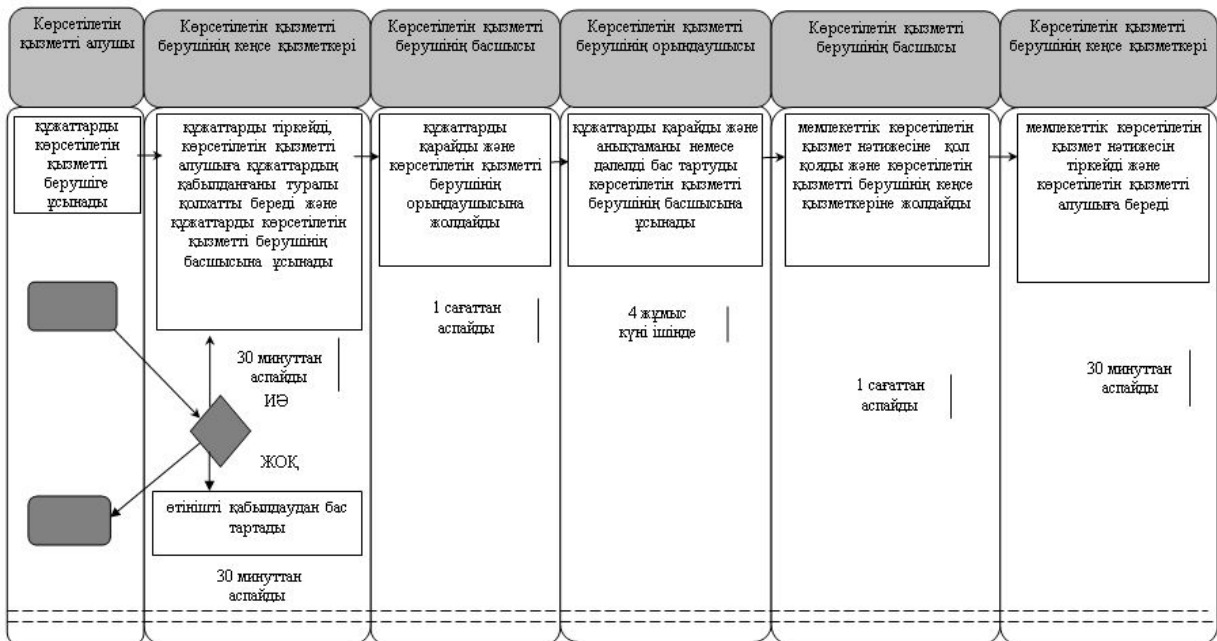 Көрсетілетін
қызметті алушы
Көрсетілетін қызметті
берушінің кеңсе қызметкері
Көрсетілетін қызметті
берушінің басшысы
Көрсетілетін қызметті
берушінің орындаушысы
Көрсетілетін қызметті
берушінің басшысы
Көрсетілетін қызметті
берушінің кеңсе қызметкері
құжаттарды
көрсетілетін
қызметті
берушіге
ұсынады
құжаттарды тіркейді,
көрсетілетін қызметті
алушыға құжаттардың
қабылданғаны туралы
қолхатты береді және
құжаттарды көрсетілетін
қызметті берушінің
басшысына ұсынады
құжаттарды
қарайды және
көрсетілетін қызметті
берушінің
орындаушысына
жолдайды
құжаттарды қарайды және
анықтаманы немесе
дәлелді бас тартуды
көрсетілетін қызметті
берушінің басшысына
ұсынады
мемлекеттік көрсетілетін
қызмет нәтижесіне қол
қояды және көрсетілетін
қызметті берушінің кеңсе
қызметкеріне жолдайды
мемлекеттік көрсетілетін
қызмет нәтижесін
тіркейді және
көрсетілетін қызметті
алушыға береді
1 сағаттан
аспайды
4 жұмыс
күні ішінде
30 минуттан
аспайды
1 сағаттан
аспайды
30 минуттан
аспайды
ИӘ
ЖОҚ
өтінішті қабылдаудан бас
тартады
30 минуттан
аспайды